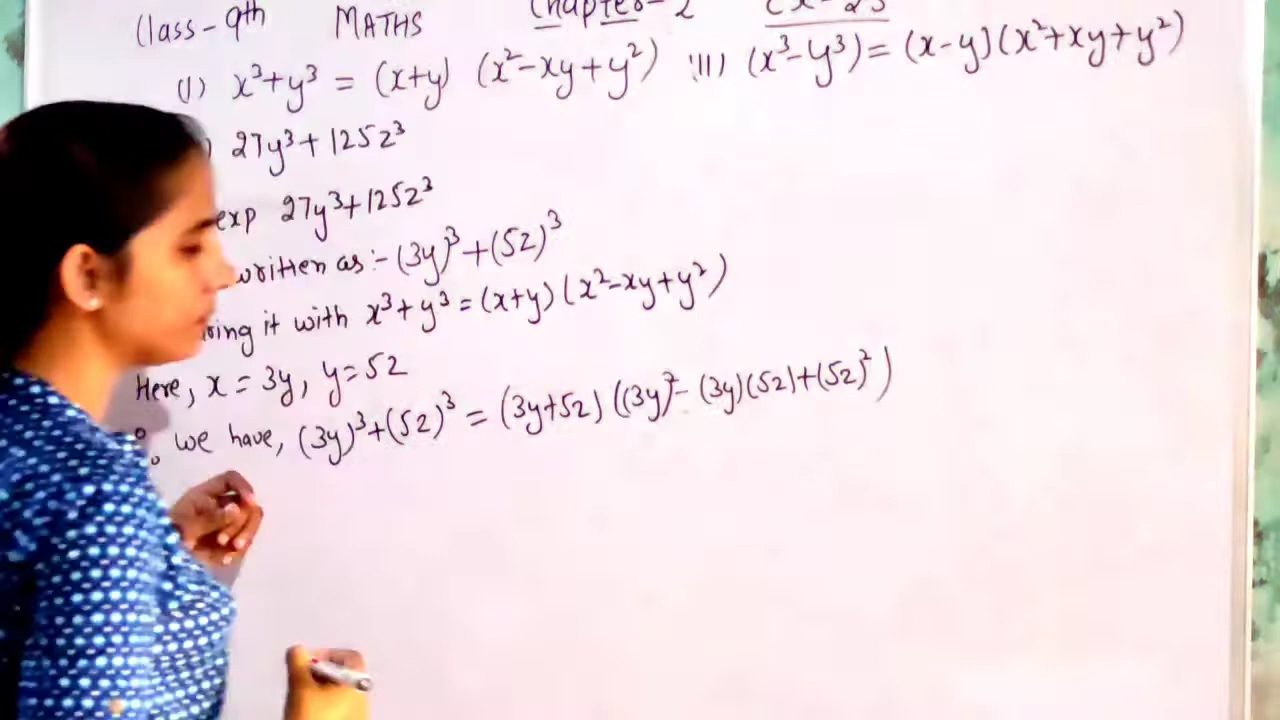 Class - 9th MATHS Chapter - 2
(I) x³+y³ = (x+y) (x²-xy+y²) (II) (x³-y³) = (x-y)(x²+xy+y²)
27y³ + 125z³
exp 27y³+125z³
written as :- (3y)³+(5z)³
it with x³+y³ = (x+y) (x²-xy+y²)
Here, x = 3y, y = 5z
∴ we have, (3y)³+(5z)³ = (3y+5z) ((3y)²- (3y)(5z)+(5z)²)